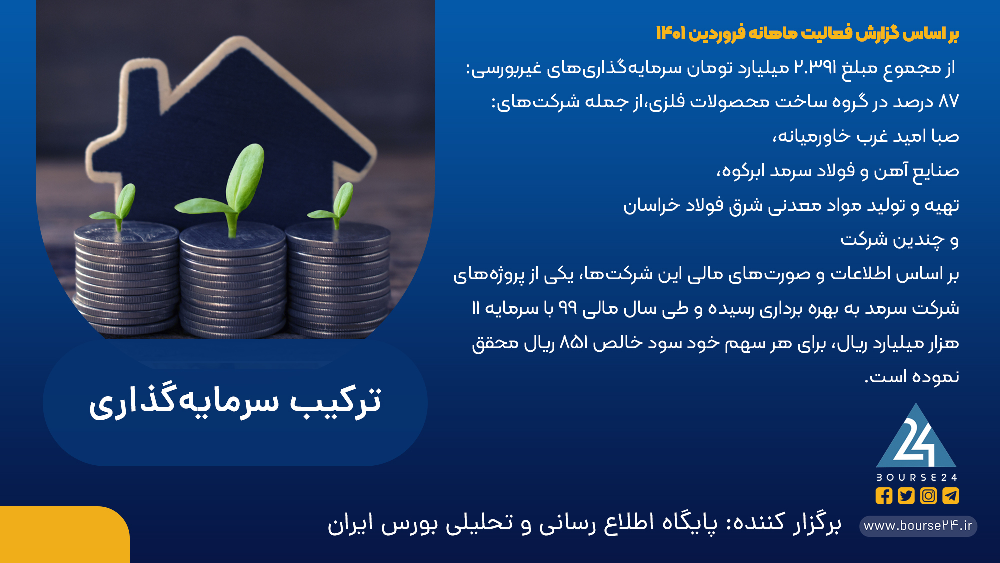 بر اساس گزارش فعالیت ماهانه فروردین ۱۴۰۱
از مجموع مبلغ ۲.۳۹۱ میلیارد تومان سرمایه‌گذاری‌های غیربورسی:
۸۷ درصد در گروه ساخت محصولات فلزی،از جمله شرکت‌های:
صبا امید غرب خاورمیانه،
صنایع آهن و فولاد سرمد ابرکوه،
تهیه و تولید مواد معدنی شرق فولاد خراسان
و چندین شرکت
بر اساس اطلاعات و صورت‌های مالی این شرکت‌ها، یکی از پروژه‌های
شرکت سرمد به بهره برداری رسیده و طی سال مالی ۹۹ با سرمایه ۱۱
هزار میلیارد ریال، برای هر سهم خود سود خالص ۸۵۱ ریال محقق
نموده است.
ترکیب سرمایه‌گذاری
24
BOURSE24
www.bourse۲۴.ir
برگزار کننده: پایگاه اطلاع رسانی و تحلیلی بورس ایران